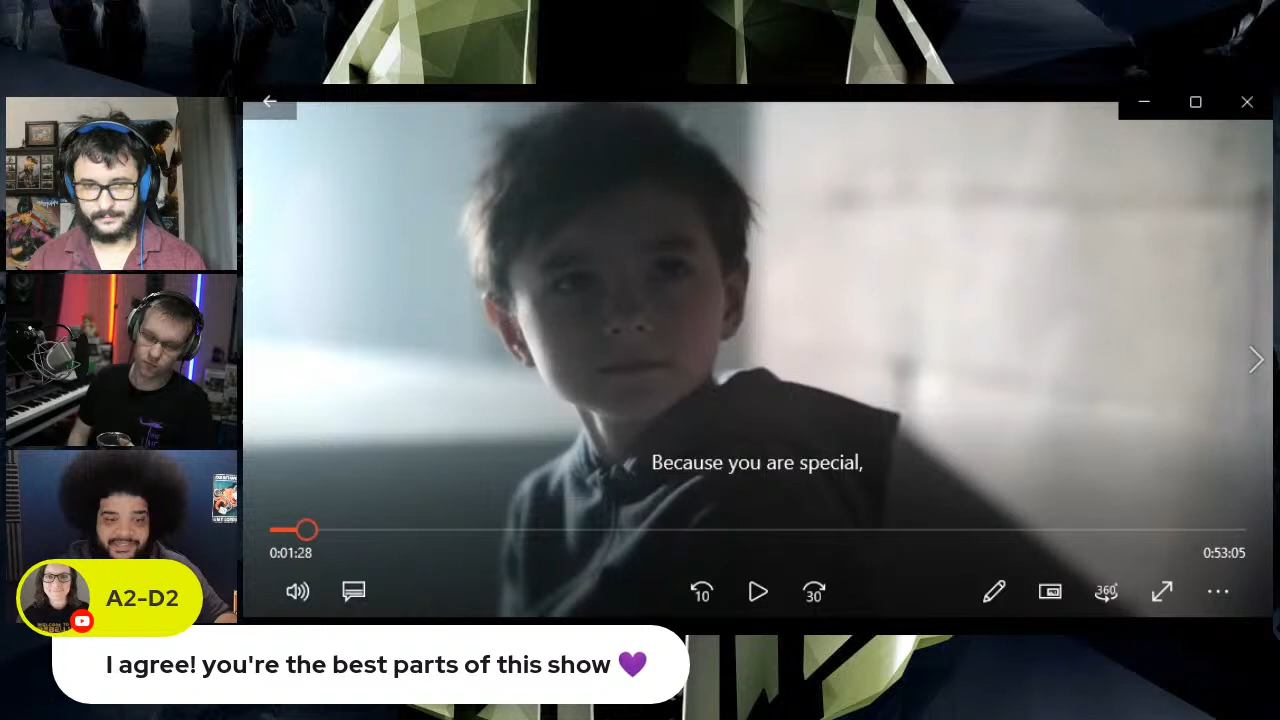 Because you are special,
0:01:28
0:53:05
10
30
360°
A2-D2
I agree! you're the best parts of this show 💜